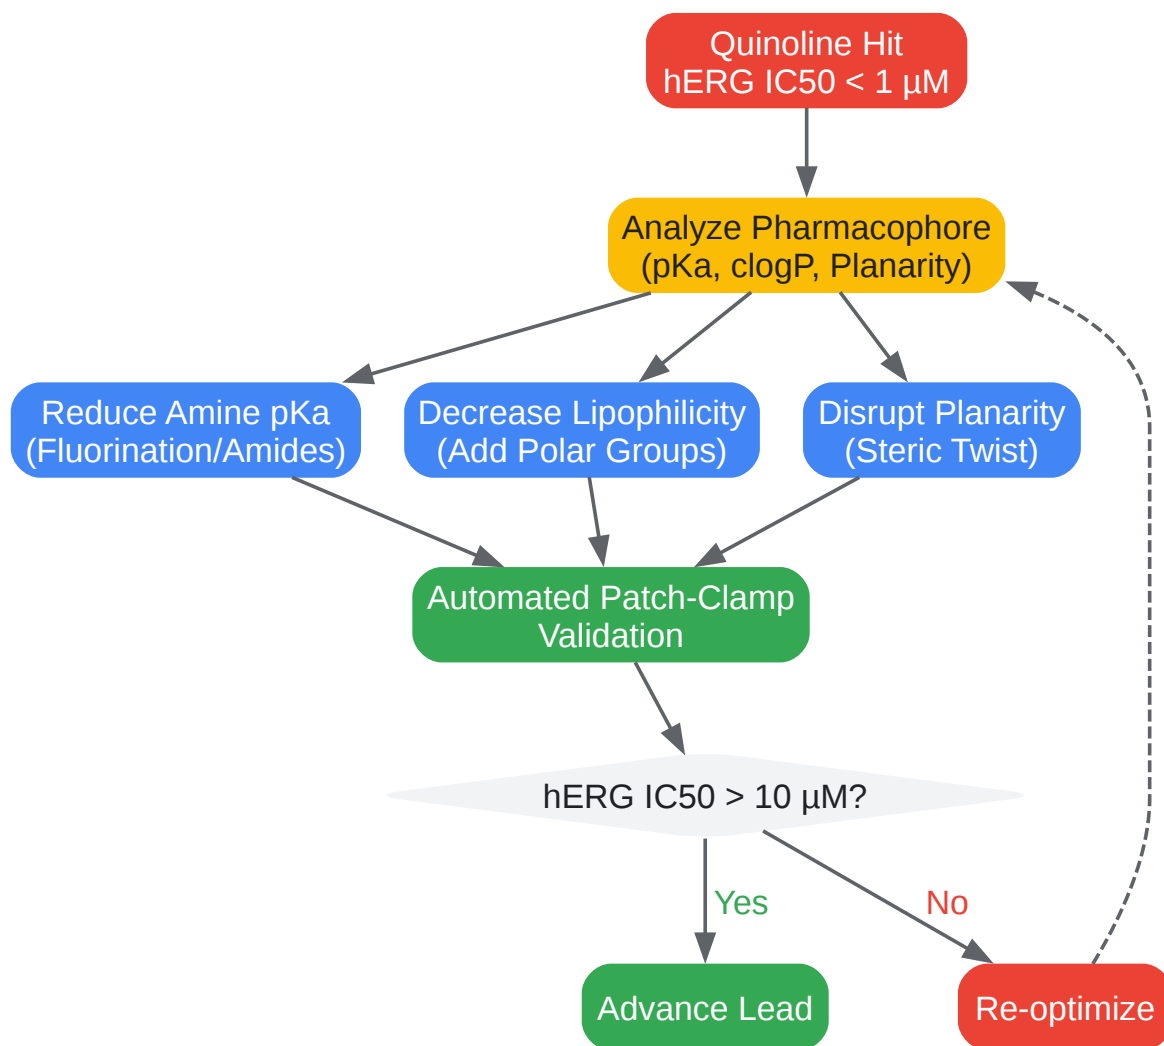 Quinoline Hit
hERG IC50 < 1 µM
Analyze Pharmacophore
(pKa, clogP, Planarity)
Reduce Amine pKa
(Fluorination/Amides)
Decrease Lipophilicity
(Add Polar Groups)
Disrupt Planarity
(Steric Twist)
Automated Patch-Clamp
Validation
hERG IC50 > 10 µM?
Yes
No
Advance Lead
Re-optimize